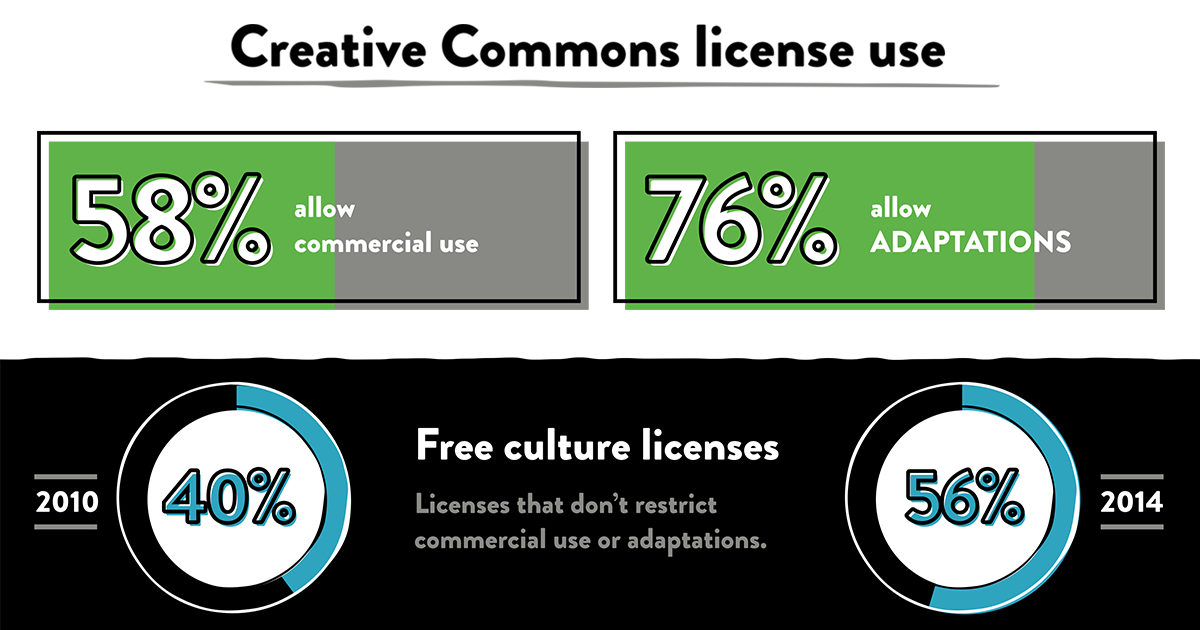 Creative Commons license use
58%
allow
commercial use
76%
allow
ADAPTATIONS
2010
40%
Free culture licenses
Licenses that don’t restrict
commercial use or adaptations.
56%
2014